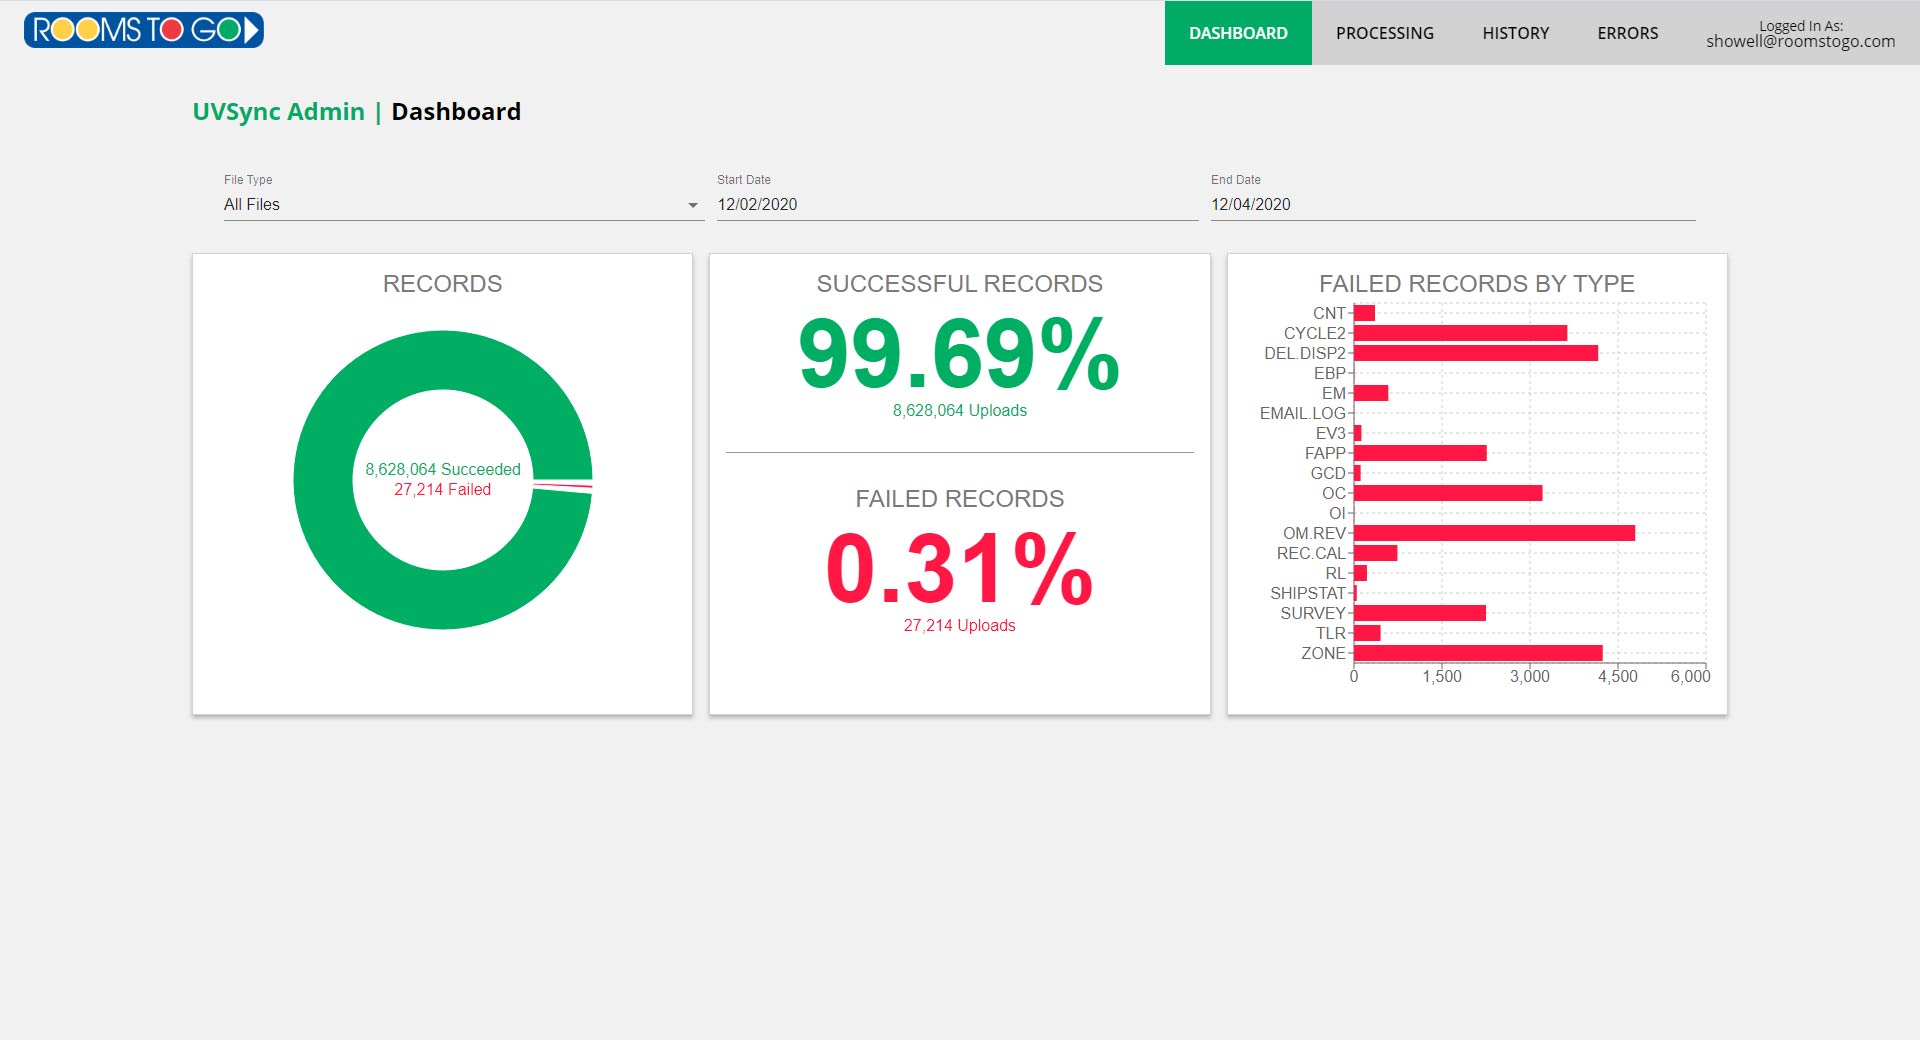 ROOMS TO GO
DASHBOARD
PROCESSING
HISTORY
ERRORS
Logged In As:
showell@roomstogo.com
UVSync Admin | Dashboard
File Type
All Files
Start Date
12/02/2020
End Date
12/04/2020
RECORDS
8,628,064 Succeeded
27,214 Failed
SUCCESSFUL RECORDS
99.69%
8,628,064 Uploads
FAILED RECORDS
0.31%
27,214 Uploads
FAILED RECORDS BY TYPE
CNT
CYCLE2
DEL.DISP2
EBP
EM
EMAIL.LOG
EV3
FAPP
GCD
OC
OI
OM.REV
REC.CAL
RL
SHIPSTAT
SURVEY
TLR
ZONE
0 1,500 3,000 4,500 6,000